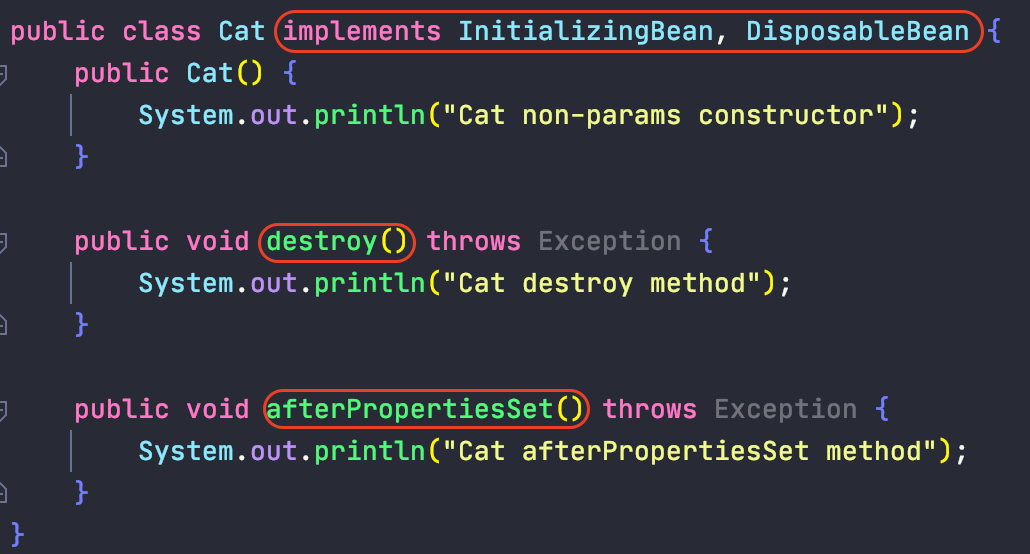 public class Cat implements InitializingBean, DisposableBean {
    public Cat() {
        System.out.println("Cat non-params constructor");
    }
    public void destroy() throws Exception {
        System.out.println("Cat destroy method");
    }
    public void afterPropertiesSet() throws Exception {
        System.out.println("Cat afterPropertiesSet method");
    }
}